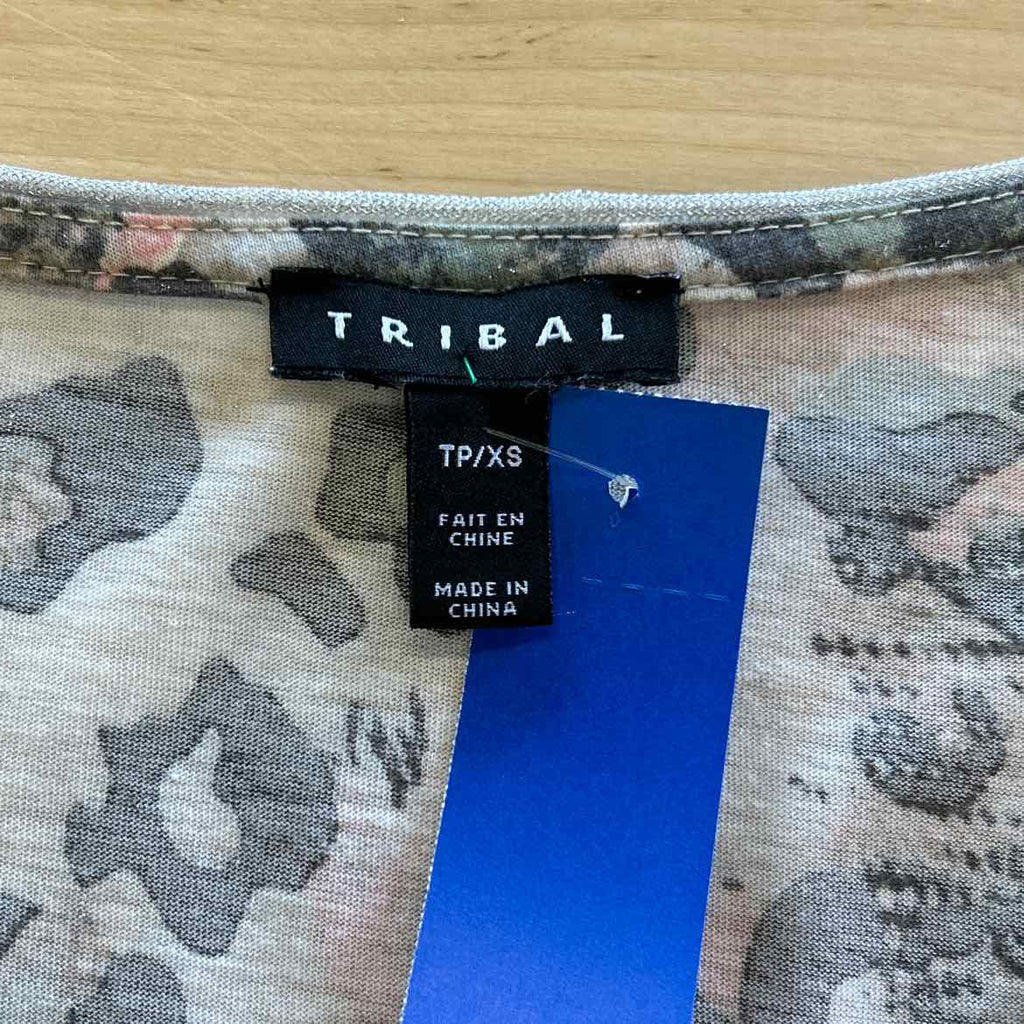 TRIBAL
TP/XS
FAIT EN
CHINE
MADE IN
CHINA